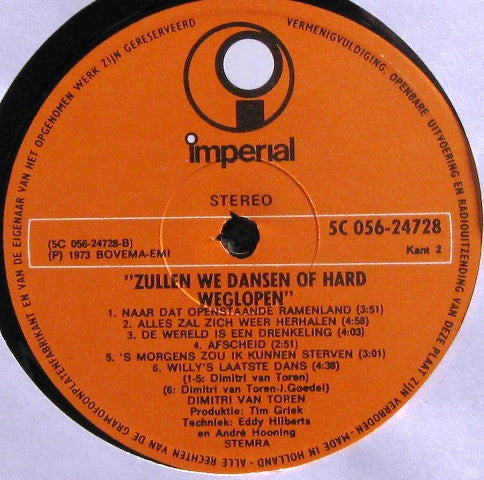 ALLE RECHTEN VAN DE GRAMOFOONPLATENFABRIKANT EN VAN DE EIGENAAR VAN HET OPGENOMEN WERK ZIJN GERESERVEERD
VERMENIGVULDIGING, OPENBARE UITVOERING EN RADIOUITZENDING VAN DEZE PLAAT ZIJN VERBODEN - MADE IN HOLLAND -
imperial
STEREO
(5C 056-24728-B)
(P) 1973 BOVEMA-EMI
5C 056-24728
Kant 2
"ZULLEN WE DANSEN OF HARD
WEGLOPEN"
1. NAAR DAT OPENSTAANDE RAMENLAND (3:51)
2. ALLES ZAL ZICH WEER HERHALEN (4:58)
3. DE WERELD IS EEN DRENKELING (4:03)
4. AFSCHEID (2:51)
5. 'S MORGENS ZOU IK KUNNEN STERVEN (3:01)
6. WILLY'S LAATSTE DANS (4:38)
(1-5: Dimitri van Toren)
(6: Dimitri van Toren-J.Goedel)
DIMITRI VAN TOREN
Produktie: Tim Griek
Techniek: Eddy Hilberts
en André Hooning
STEMRA